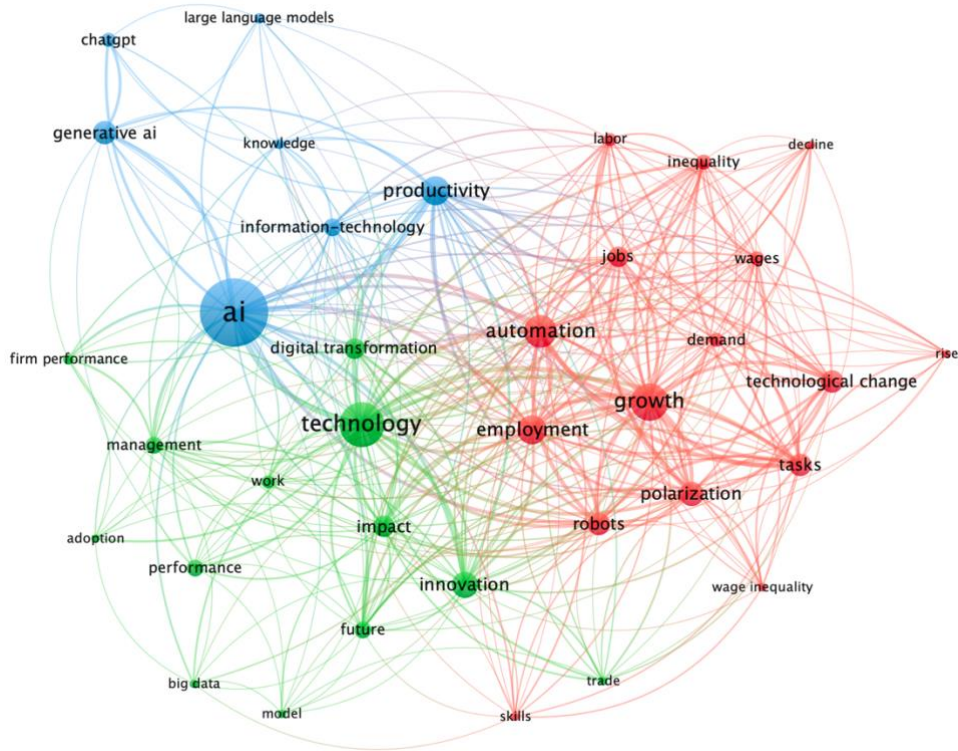 large language models
chatgpt
generative ai
knowledge
labor
inequality
decline
productivity
information-technology
jobs
wages
ai
automation
digital transformation
demand
firm performance
rise
technological change
growth
technology
employment
management
tasks
work
polarization
impact
robots
adoption
performance
innovation
wage inequality
future
big data
trade
model
skills